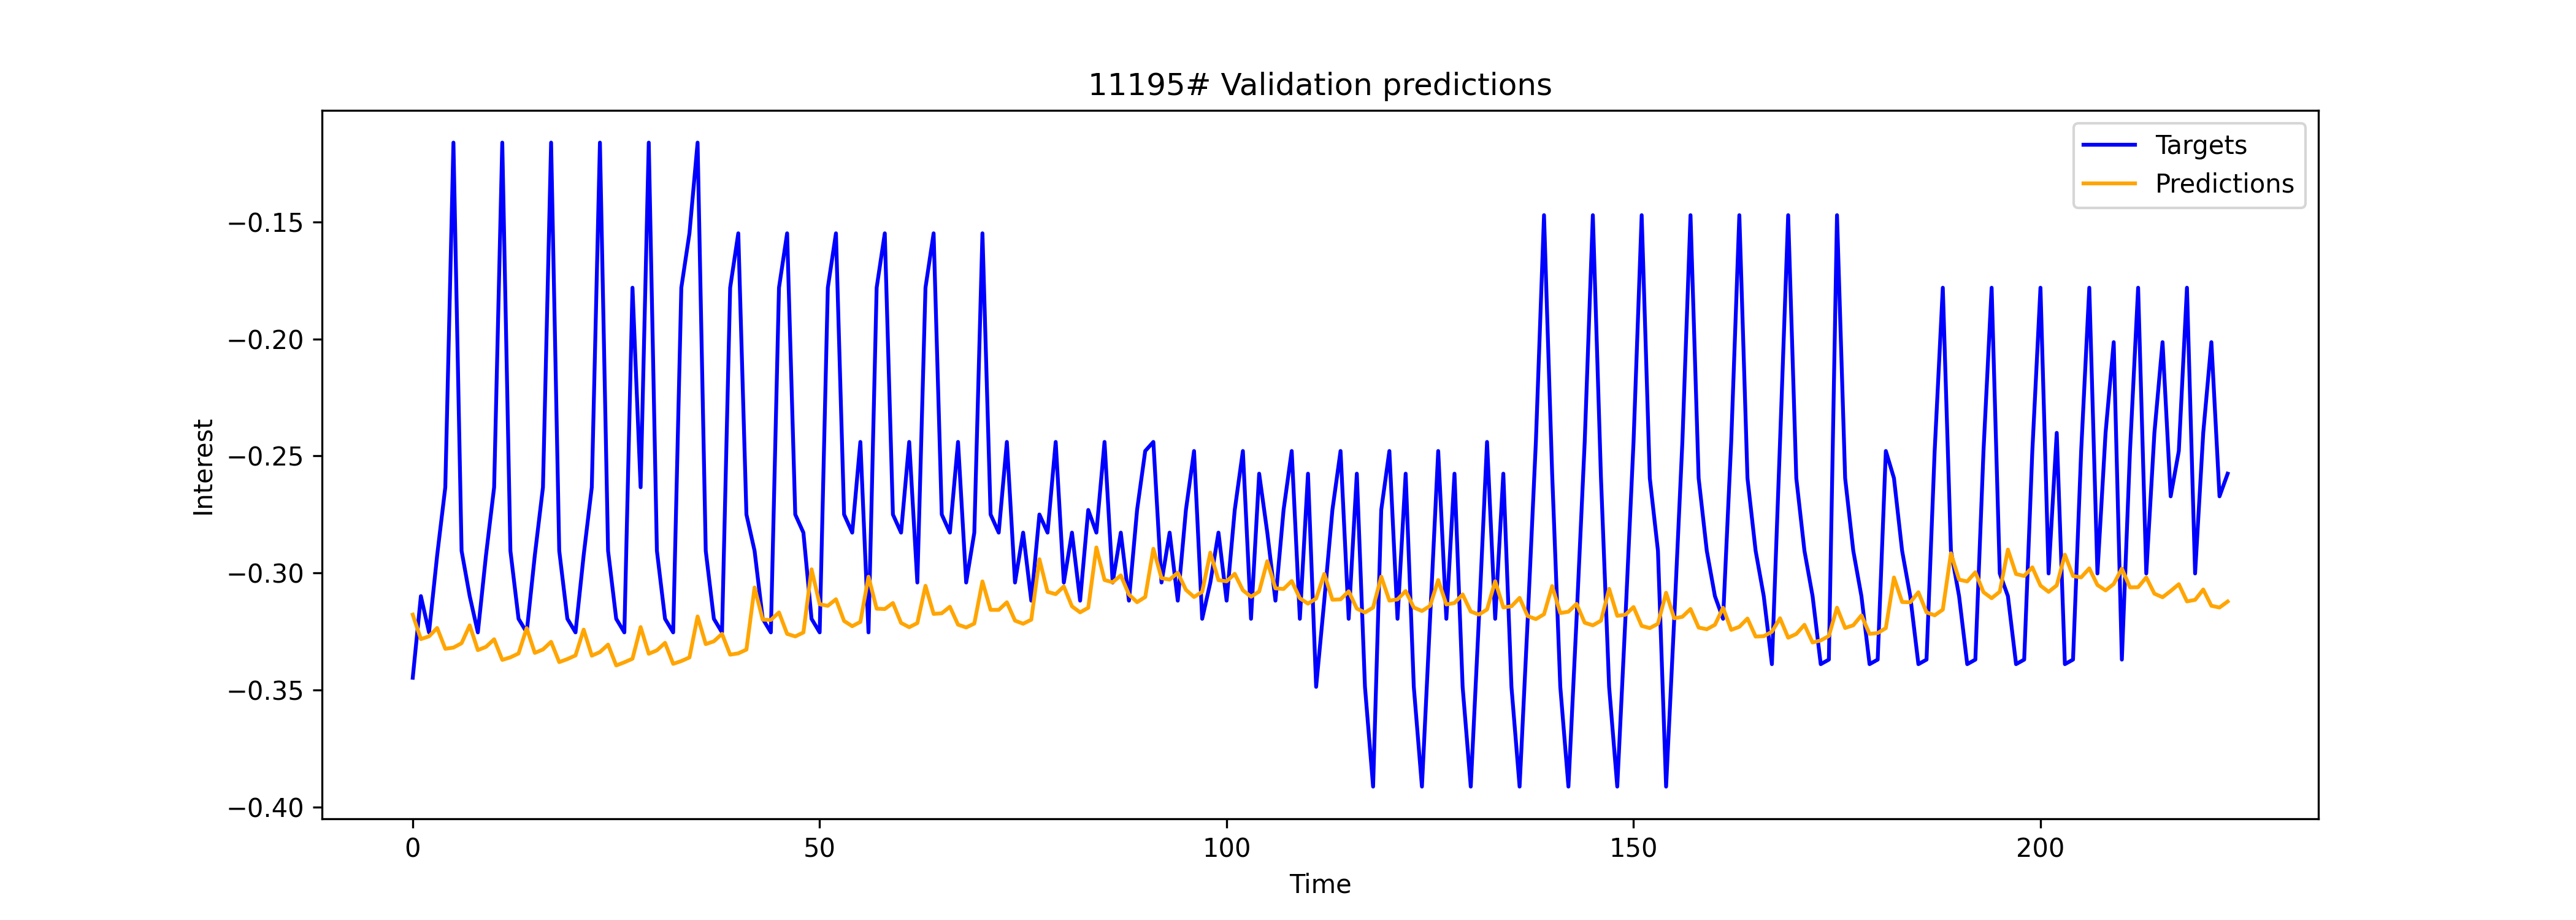 11195# Validation predictions
Targets
Predictions
Interest
−0.15
−0.20
−0.25
−0.30
−0.35
−0.40
0 50 100 150 200
Time